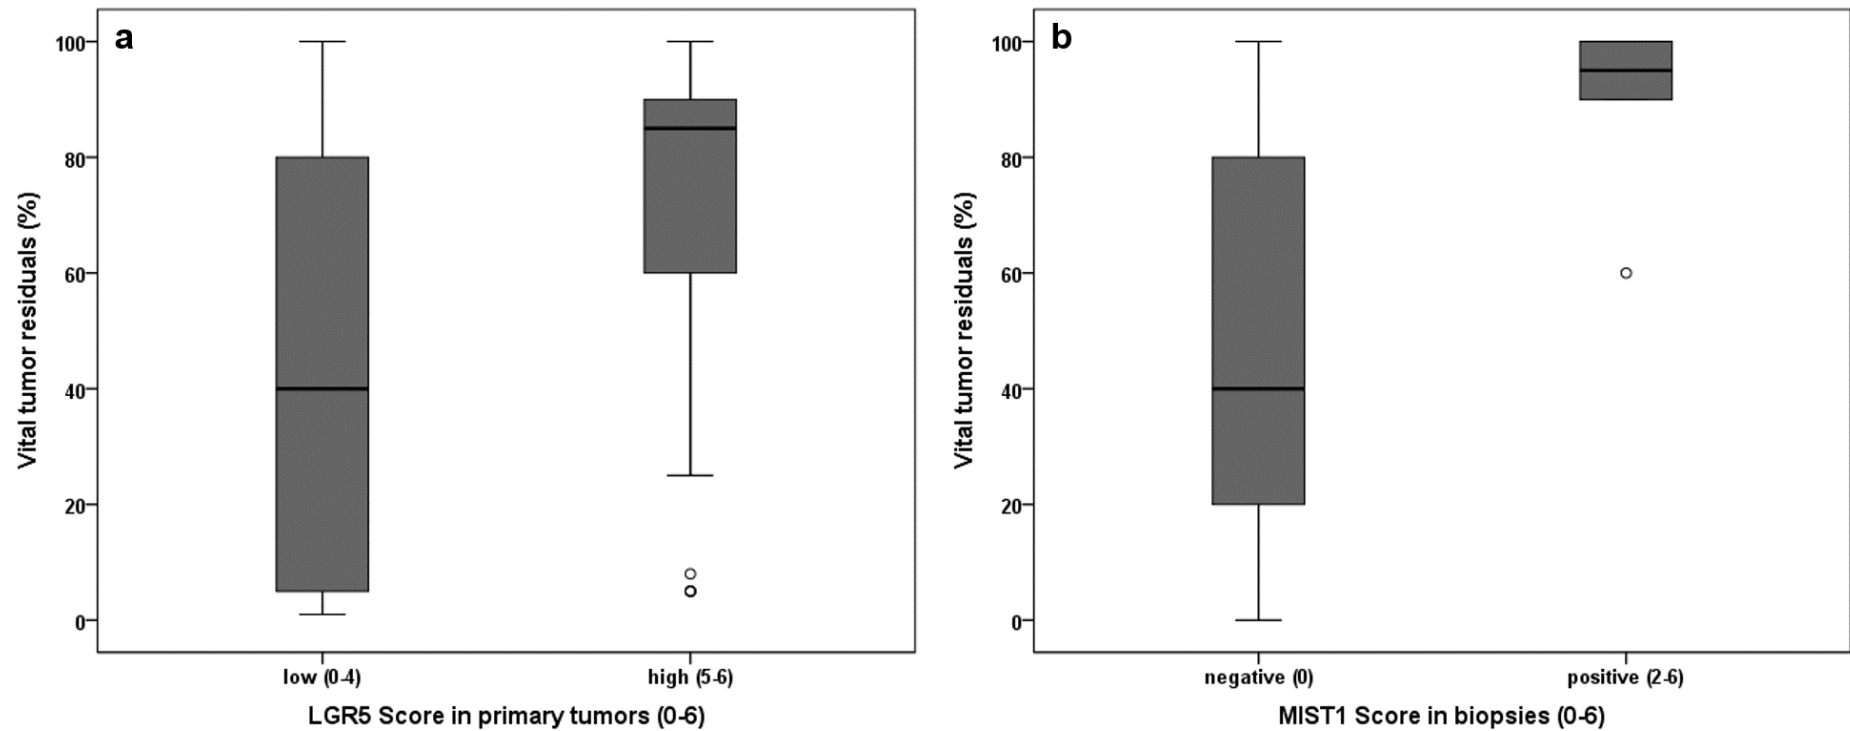 a
Vital tumor residuals (%)
100
80
60
40
20
0
low (0-4)
high (5-6)
LGR5 Score in primary tumors (0-6)
b
Vital tumor residuals (%)
100
80
60
40
20
0
negative (0)
positive (2-6)
MIST1 Score in biopsies (0-6)